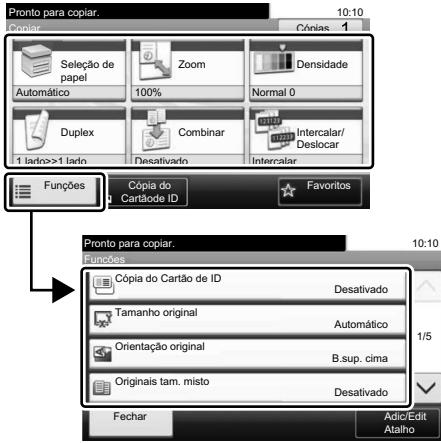 Pronto para copiar. 10:10
Copiar Cópias 1
Seleção de
papel
Automático
Zoom
100%
Densidade
Normal 0
Duplex
1 lado>>1 lado
Combinar
Desativado
Intercalar/
Deslocar
Intercalar
Funções
Cópia do
Cartãode ID
Favoritos
Pronto para copiar. 10:10
Funções
Cópia do Cartão de ID
Desativado
Tamanho original
Automático
Orientação original
B.sup. cima
Originais tam. misto
Desativado
1/5
Fechar
Adic/Edit
Atalho